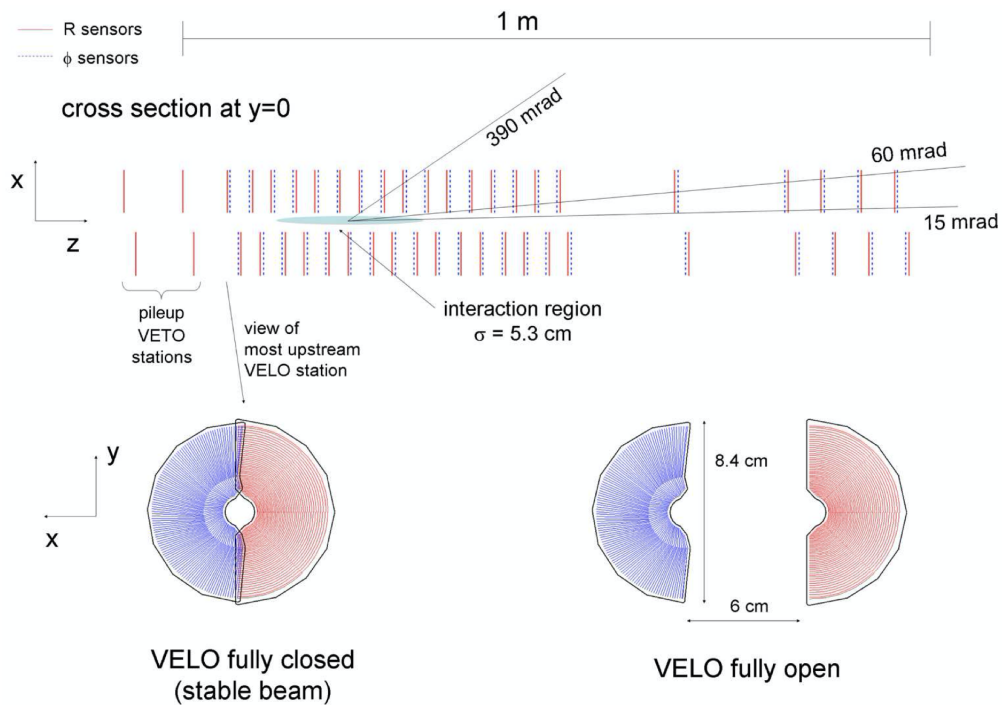 R sensors
ϕ sensors
1 m
cross section at y=0
390 mrad
60 mrad
15 mrad
x
z
pileup
VETO
stations
view of
most upstream
VELO station
interaction region
σ = 5.3 cm
y
x
8.4 cm
6 cm
VELO fully closed
(stable beam)
VELO fully open